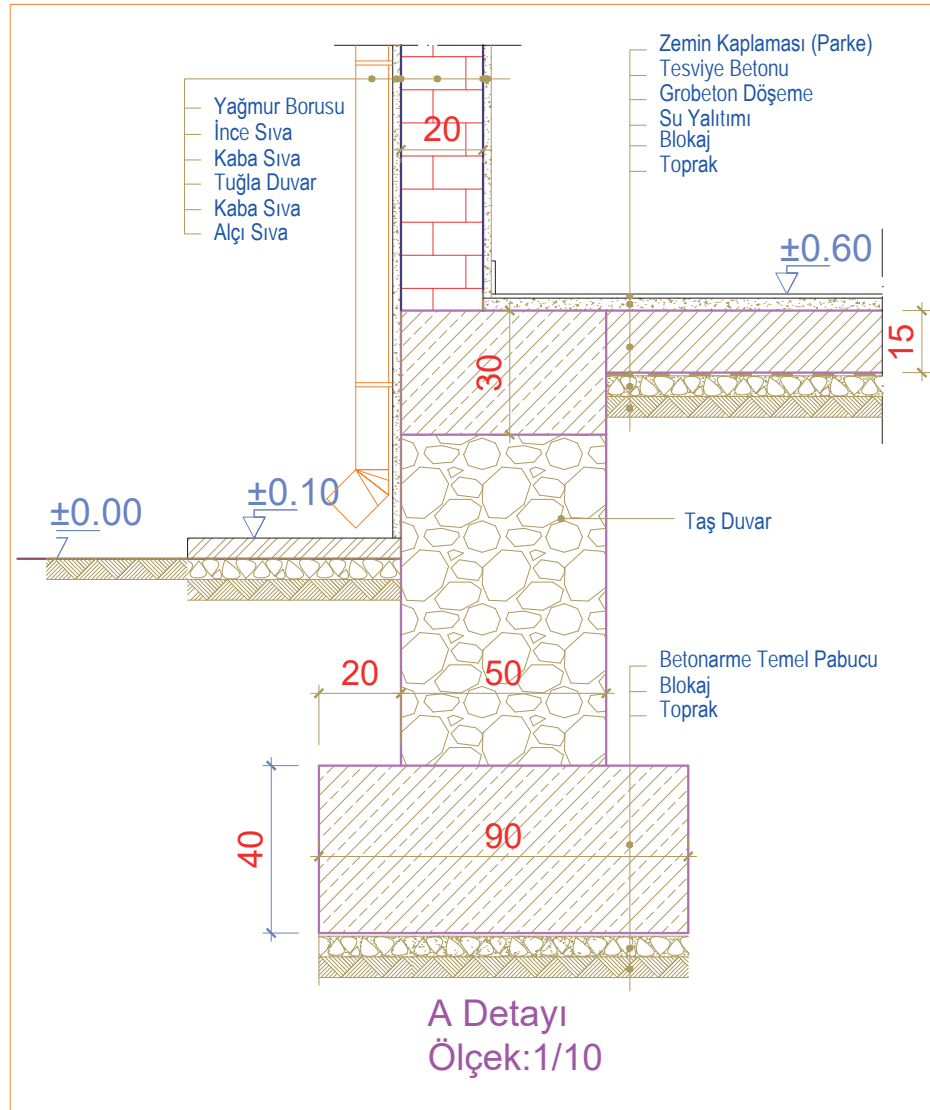 Yağmur Borusu
İnce Sıva
Kaba Sıva
Tuğla Duvar
Kaba Sıva
Alçı Sıva
20
Zemin Kaplaması (Parke)
Tesviye Betonu
Grobeton Döşeme
Su Yalıtımı
Blokaj
Toprak
±0.60
15
30
±0.00
±0.10
Taş Duvar
20
50
Betonarme Temel Pabucu
Blokaj
Toprak
40
90
A Detayı
Ölçek:1/10